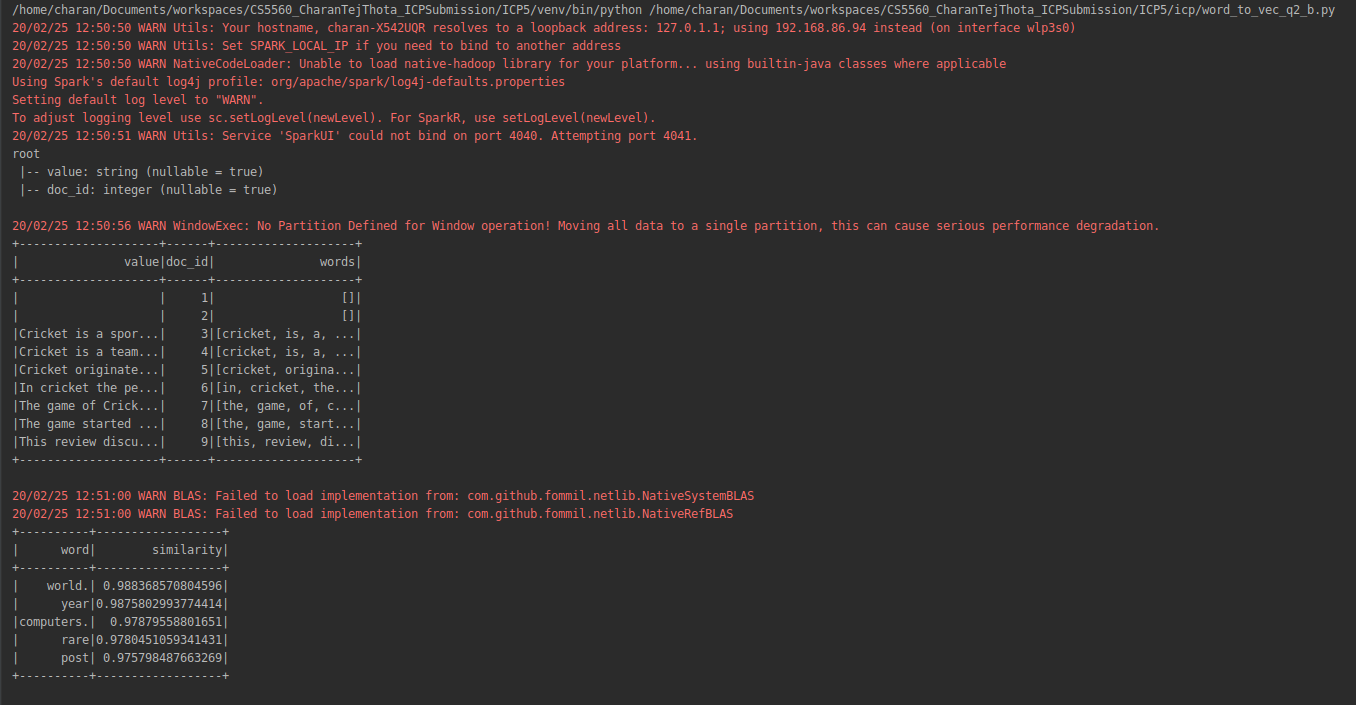 /home/charan/Documents/workspaces/CS5560_CharanTejThota_ICPSubmission/ICP5/venv/bin/python /home/charan/Documents/workspaces/CS5560_CharanTejThota_ICPSubmission/ICP5/icp/word_to_vec_q2_b.py
20/02/25 12:50:50 WARN Utils: Your hostname, charan-X542UQR resolves to a loopback address: 127.0.1.1; using 192.168.86.94 instead (on interface wlp3s0)
20/02/25 12:50:50 WARN Utils: Set SPARK_LOCAL_IP if you need to bind to another address
20/02/25 12:50:50 WARN NativeCodeLoader: Unable to load native-hadoop library for your platform... using builtin-java classes where applicable
Using Spark's default log4j profile: org/apache/spark/log4j-defaults.properties
Setting default log level to "WARN".
To adjust logging level use sc.setLogLevel(newLevel). For SparkR, use setLogLevel(newLevel).
20/02/25 12:50:51 WARN Utils: Service 'SparkUI' could not bind on port 4040. Attempting port 4041.
root
 |-- value: string (nullable = true)
 |-- doc_id: integer (nullable = true)

20/02/25 12:50:56 WARN WindowExec: No Partition Defined for Window operation! Moving all data to a single partition, this can cause serious performance degradation.
+--------------------+------+--------------------+
|               value|doc_id|               words|
+--------------------+------+--------------------+
|                    |     1|                  []|
|                    |     2|                  []|
|Cricket is a spor...|     3|[cricket, is, a, ...|
|Cricket is a team...|     4|[cricket, is, a, ...|
|Cricket originate...|     5|[cricket, origina...|
|In cricket the pe...|     6|[in, cricket, the...|
|The game of Crick...|     7|[the, game, of, c...|
|The game started ...|     8|[the, game, start...|
|This review discu...|     9|[this, review, di...|
+--------------------+------+--------------------+

20/02/25 12:51:00 WARN BLAS: Failed to load implementation from: com.github.fommil.netlib.NativeSystemBLAS
20/02/25 12:51:00 WARN BLAS: Failed to load implementation from: com.github.fommil.netlib.NativeRefBLAS
+----------+------------------+
|      word|        similarity|
+----------+------------------+
|    world.| 0.988368570804596|
|      year|0.9875802993774414|
|computers.|  0.97879558801651|
|      rare|0.9780451059341431|
|      post| 0.975798487663269|
+----------+------------------+